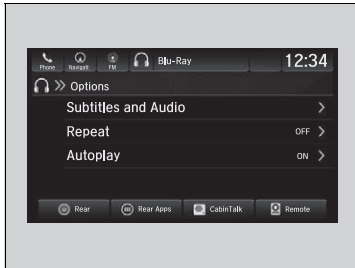 Phone Navigati. FM Blu-Ray 12:34
Options
Subtitles and Audio
Repeat OFF
Autoplay ON
Rear Rear Apps CabinTalk Remote